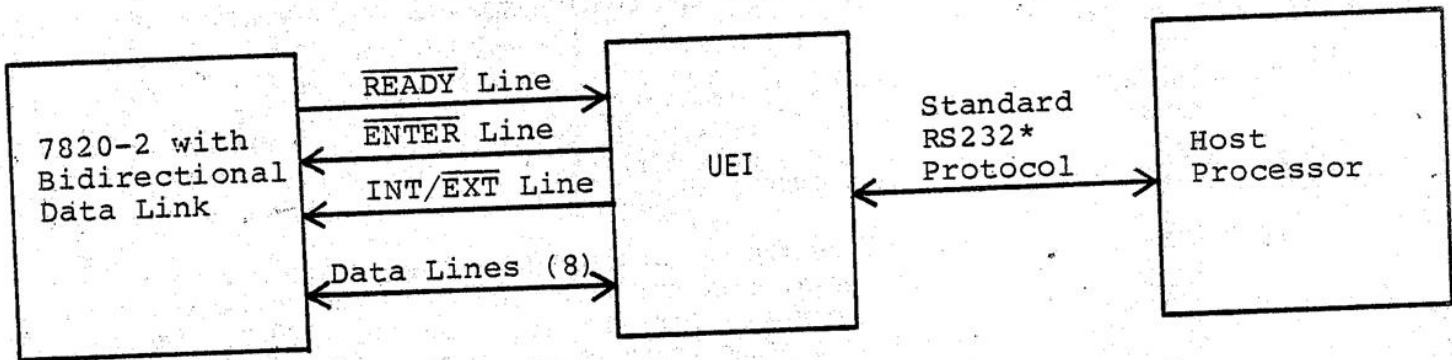 7820-2 with
Bidirectional
Data Link
READY Line
ENTER Line
INT/EXT Line
Data Lines (8)
UEI
Standard
RS232*
Protocol
Host
Processor